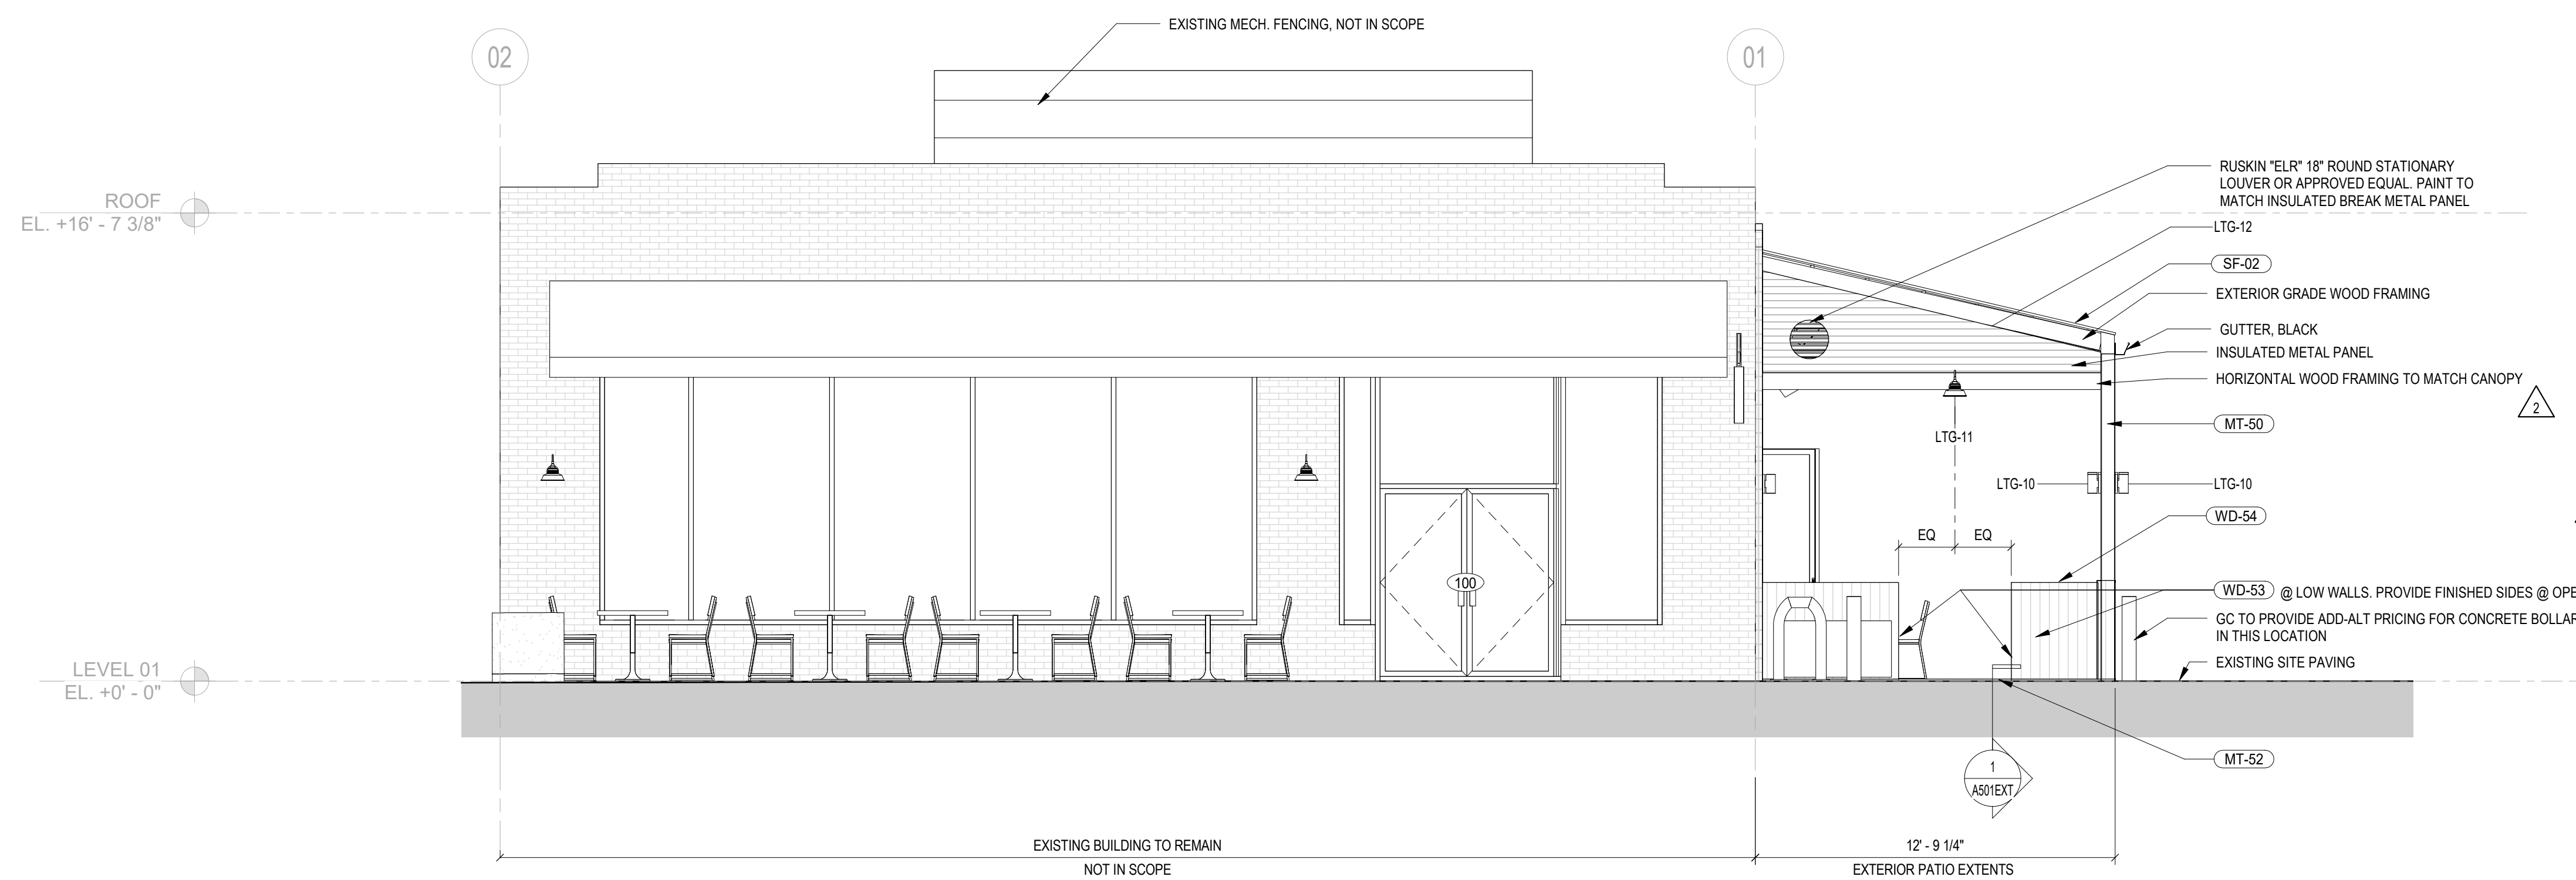 EXISTING MECH. FENCING, NOT IN SCOPE
02
01
ROOF
EL. +16' - 7 3/8"
RUSKIN "ELR" 18" ROUND STATIONARY
LOUVER OR APPROVED EQUAL. PAINT TO
MATCH INSULATED BREAK METAL PANEL
LTG-12
SF-02
EXTERIOR GRADE WOOD FRAMING
GUTTER, BLACK
INSULATED METAL PANEL
HORIZONTAL WOOD FRAMING TO MATCH CANOPY
2
MT-50
LTG-11
LTG-10
LTG-10
WD-54
EQ
EQ
100
WD-53 @ LOW WALLS. PROVIDE FINISHED SIDES @ OPE
GC TO PROVIDE ADD-ALT PRICING FOR CONCRETE BOLLAR
IN THIS LOCATION
EXISTING SITE PAVING
LEVEL 01
EL. +0' - 0"
MT-52
1
A501EXT
EXISTING BUILDING TO REMAIN
NOT IN SCOPE
12' - 9 1/4"
EXTERIOR PATIO EXTENTS